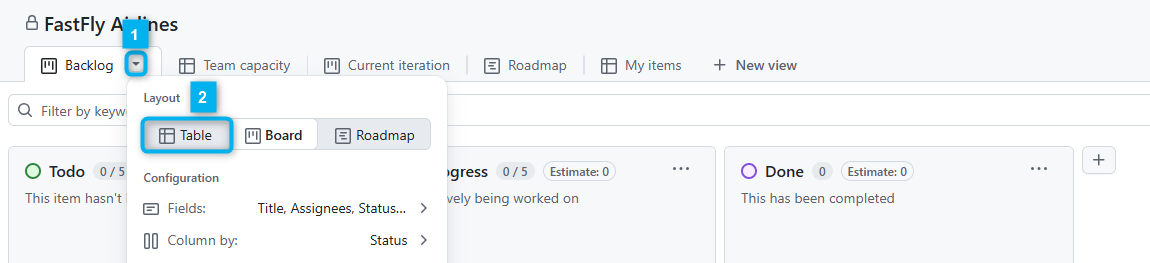 FastFly Airlines
1
Backlog
Team capacity
Current iteration
Roadmap
My items
New view
Layout
2
Filter by keyw
Table
Board
Roadmap
Todo
0 / 5
ogress
0 / 5
Estimate: 0
Done
0
Estimate: 0
This item hasn't
vely being worked on
This has been completed
Configuration
Fields:
Title, Assignees, Status...
Column by:
Status